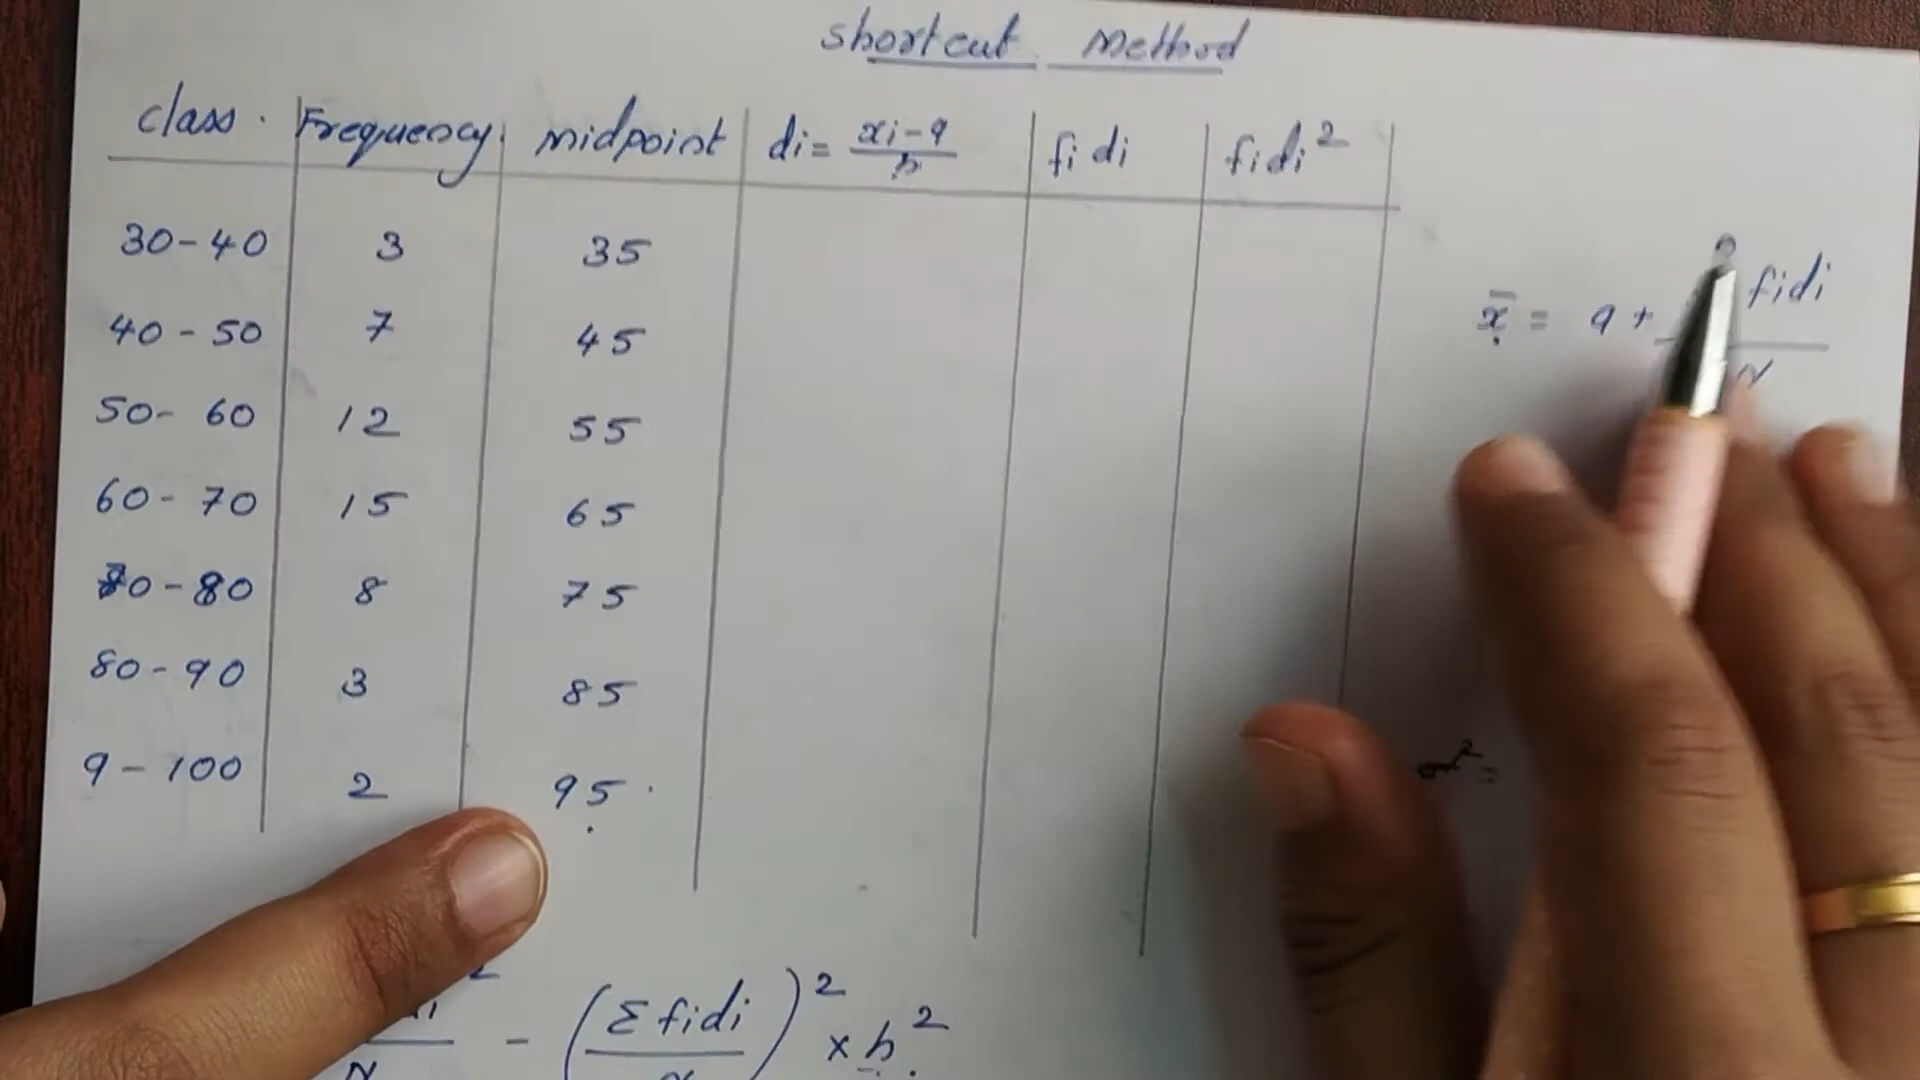 shortcut Method
class. Frequency midpoint di = xi-a/h fidi fidi²
30-40 3 35
40-50 7 45
50-60 12 55
60-70 15 65
70-80 8 75
80-90 3 85
9-100 2 95
x̄ = a + fidi / N
σ² =
- (Σfidi / N)² × h²